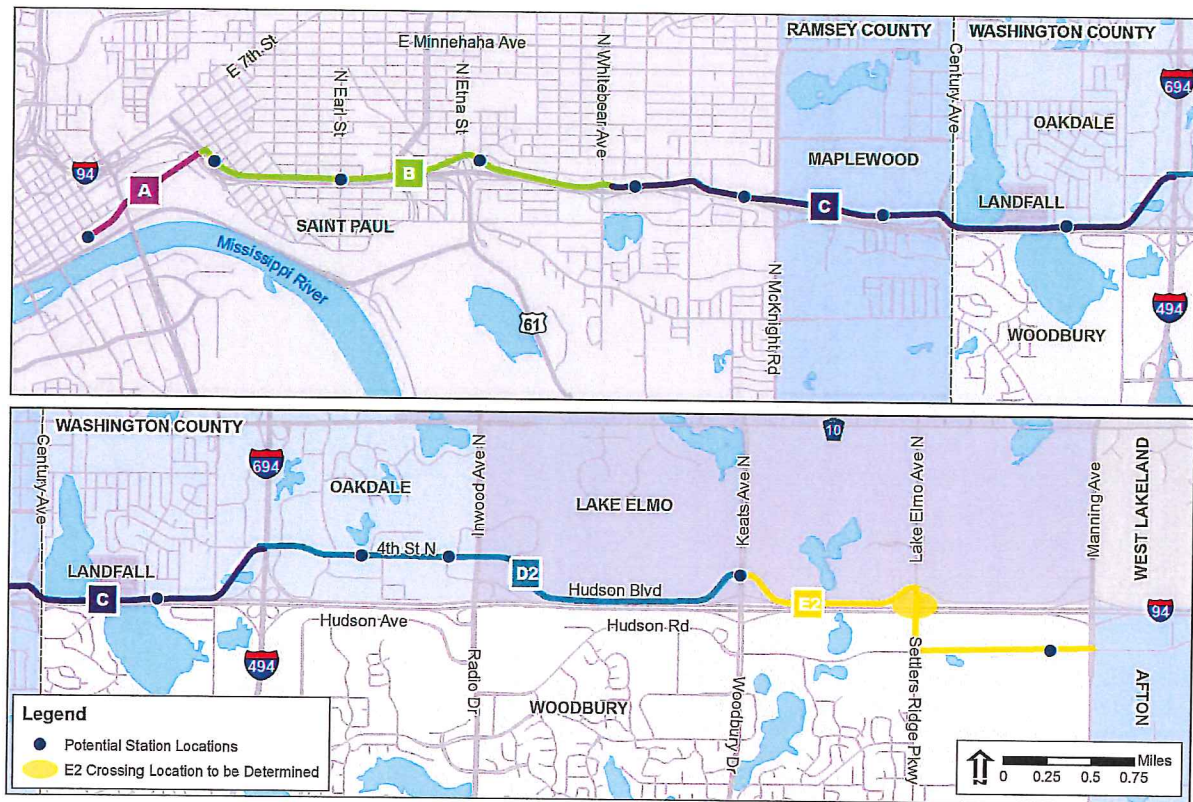 RAMSEY COUNTY
WASHINGTON COUNTY
E 7th St
E Minnehaha Ave
N Earl St
N Etna St
N Whitebear Ave
Century Ave
694
OAKDALE
94
A
B
MAPLEWOOD
C
LANDFALL
SAINT PAUL
Mississippi River
61
N McKnight Rd
494
WOODBURY
Century Ave
WASHINGTON COUNTY
694
OAKDALE
4th St N
LANDFALL
C
LAKE ELMO
D2
Hudson Blvd
Keats Ave N
10
E2
Lake Elmo Ave N
Manning Ave
WEST LAKELAND
94
Hudson Ave
Hudson Rd
494
Radio Dr
WOODBURY
Woodbury Dr
Settlers-Ridge Pkwy
AFTON
Legend
Potential Station Locations
E2 Crossing Location to be Determined
N
Miles
0 0.25 0.5 0.75